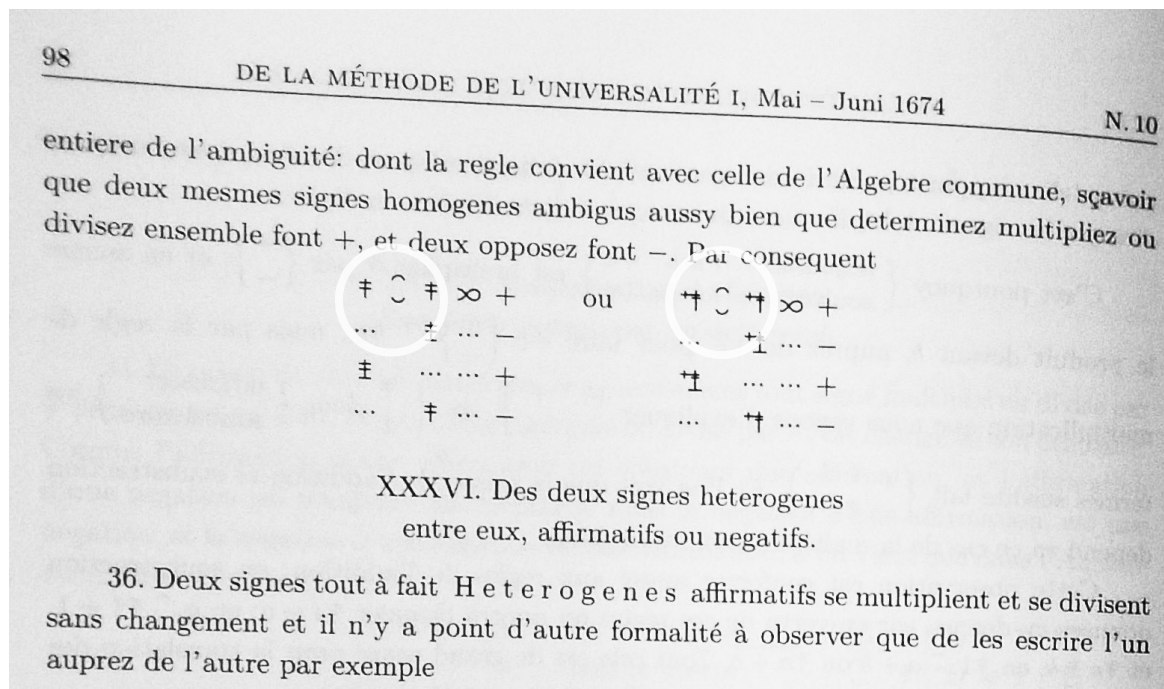 98
DE LA MÉTHODE DE L'UNIVERSALITÉ I, Mai – Juni 1674
N. 10
entiere de l'ambiguité: dont la regle convient avec celle de l'Algebre commune, sçavoir
que deux mesmes signes homogenes ambigus aussy bien que determinez multipliez ou
divisez ensemble font +, et deux opposez font −. Par consequent
∞ + ou ∞ +
... ... − ... ... −
... ... + ... ... +
... ... − ... ... −
XXXVI. Des deux signes heterogenes
entre eux, affirmatifs ou negatifs.
36. Deux signes tout à fait Heterogenes affirmatifs se multiplient et se divisent
sans changement et il n'y a point d'autre formalité à observer que de les escrire l'un
auprez de l'autre par exemple